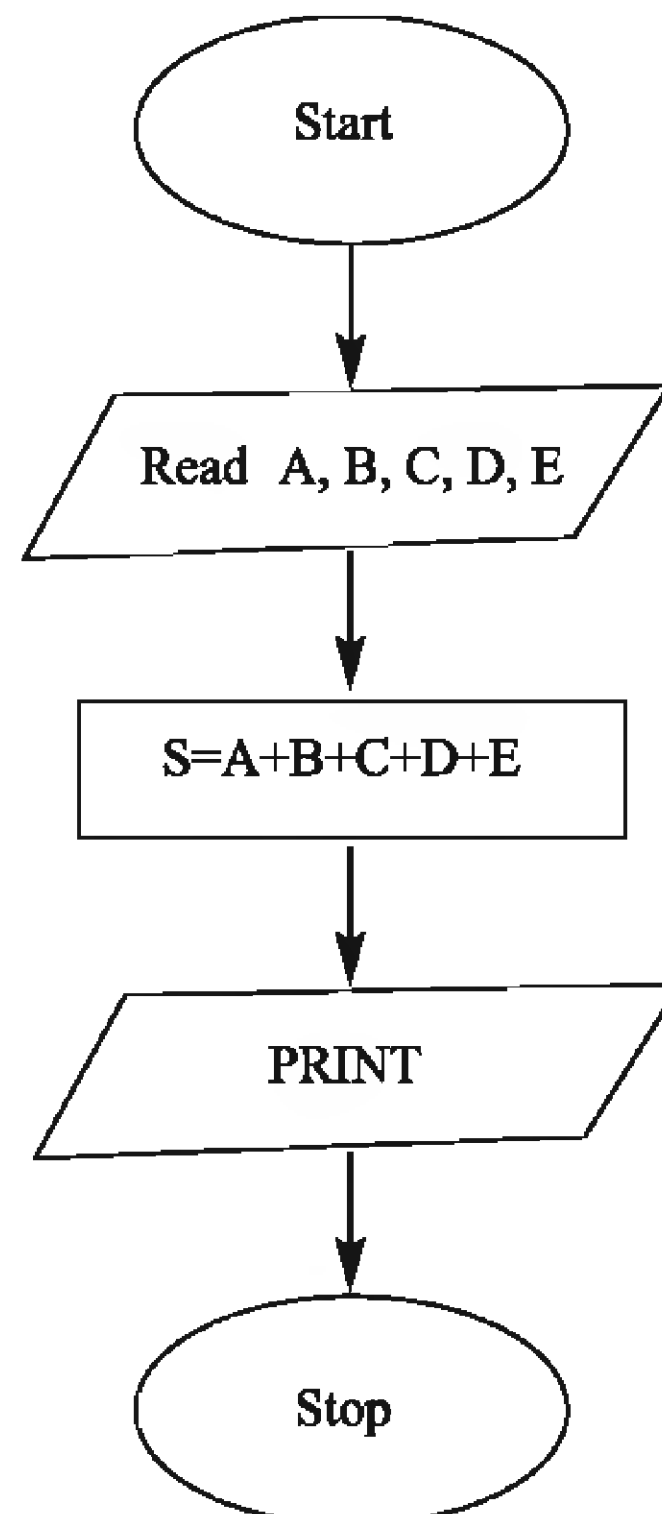 Start
Read A, B, C, D, E
S=A+B+C+D+E
PRINT
Stop